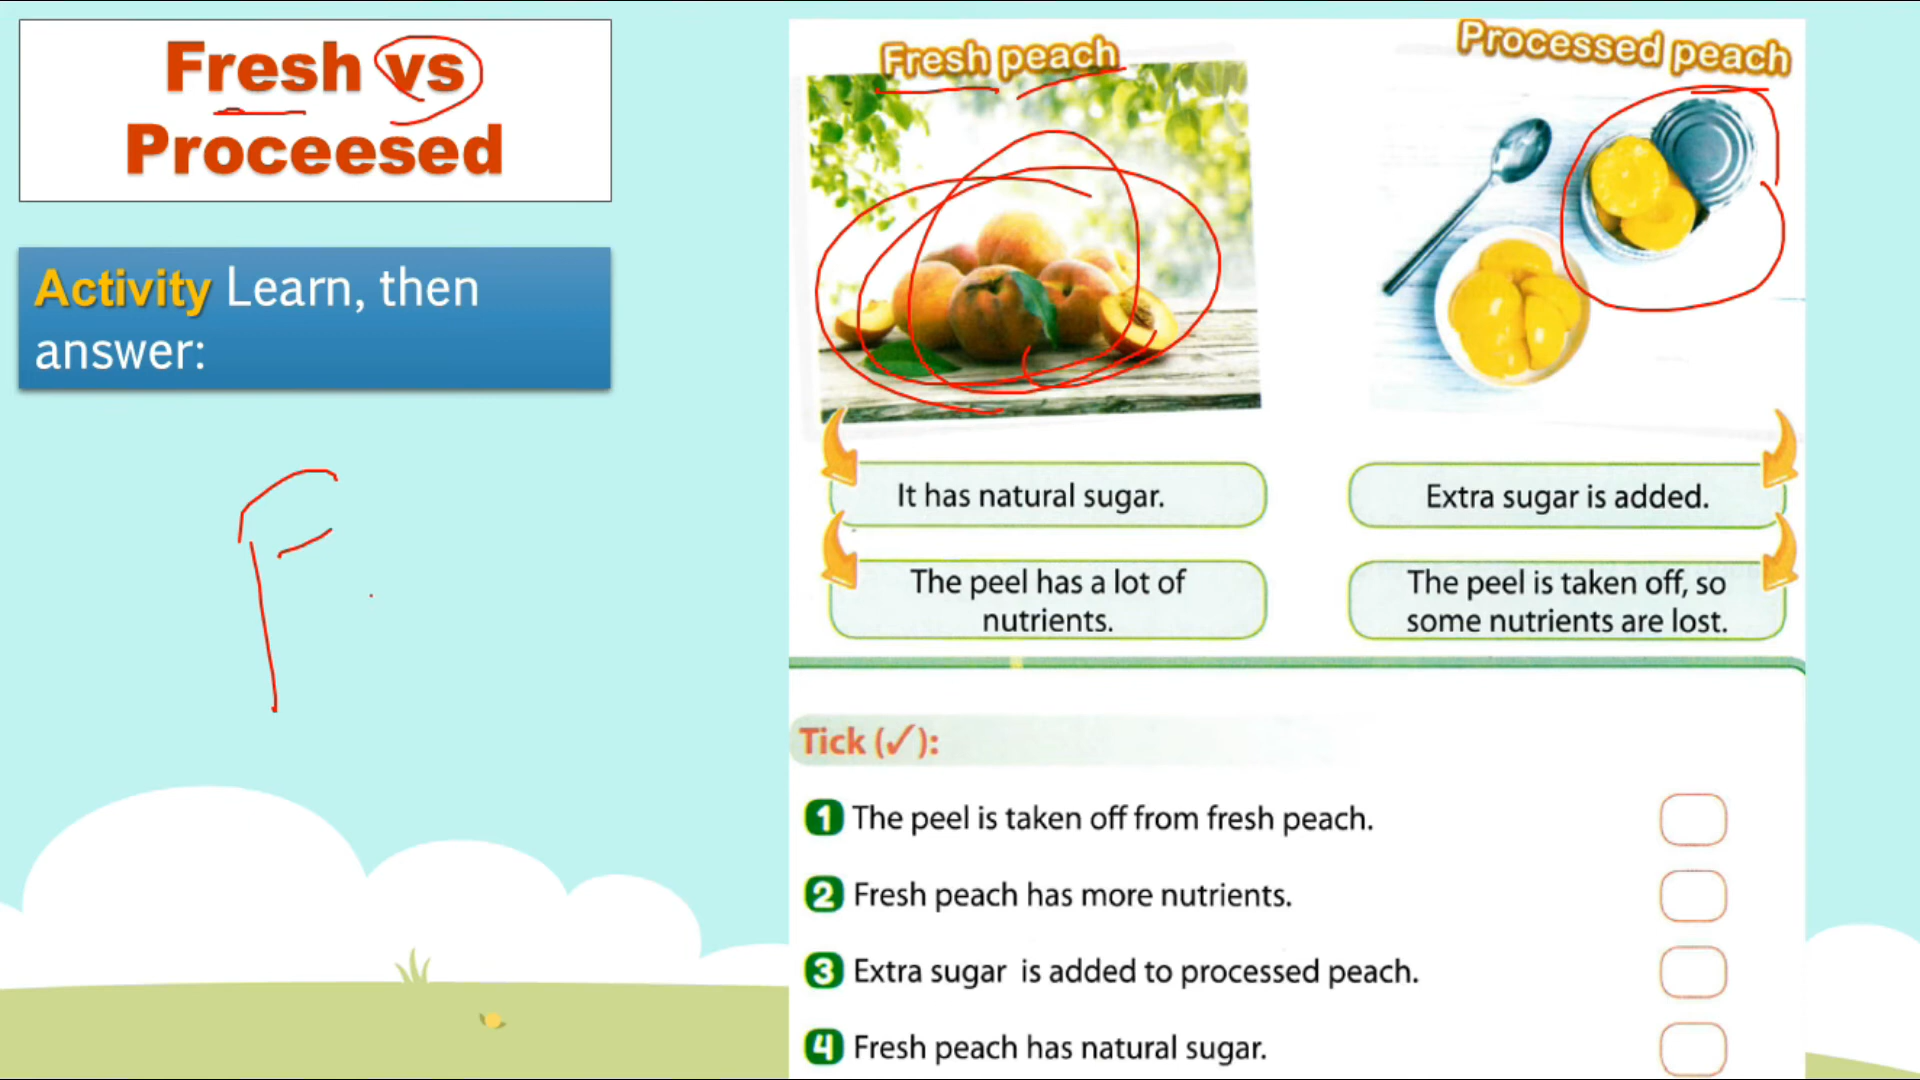 Fresh vs
Proceesed
Activity Learn, then
answer:
F
Fresh peach
Processed peach
It has natural sugar.
Extra sugar is added.
The peel has a lot of
nutrients.
The peel is taken off, so
some nutrients are lost.
Tick (✓):
1 The peel is taken off from fresh peach.
2 Fresh peach has more nutrients.
3 Extra sugar is added to processed peach.
4 Fresh peach has natural sugar.